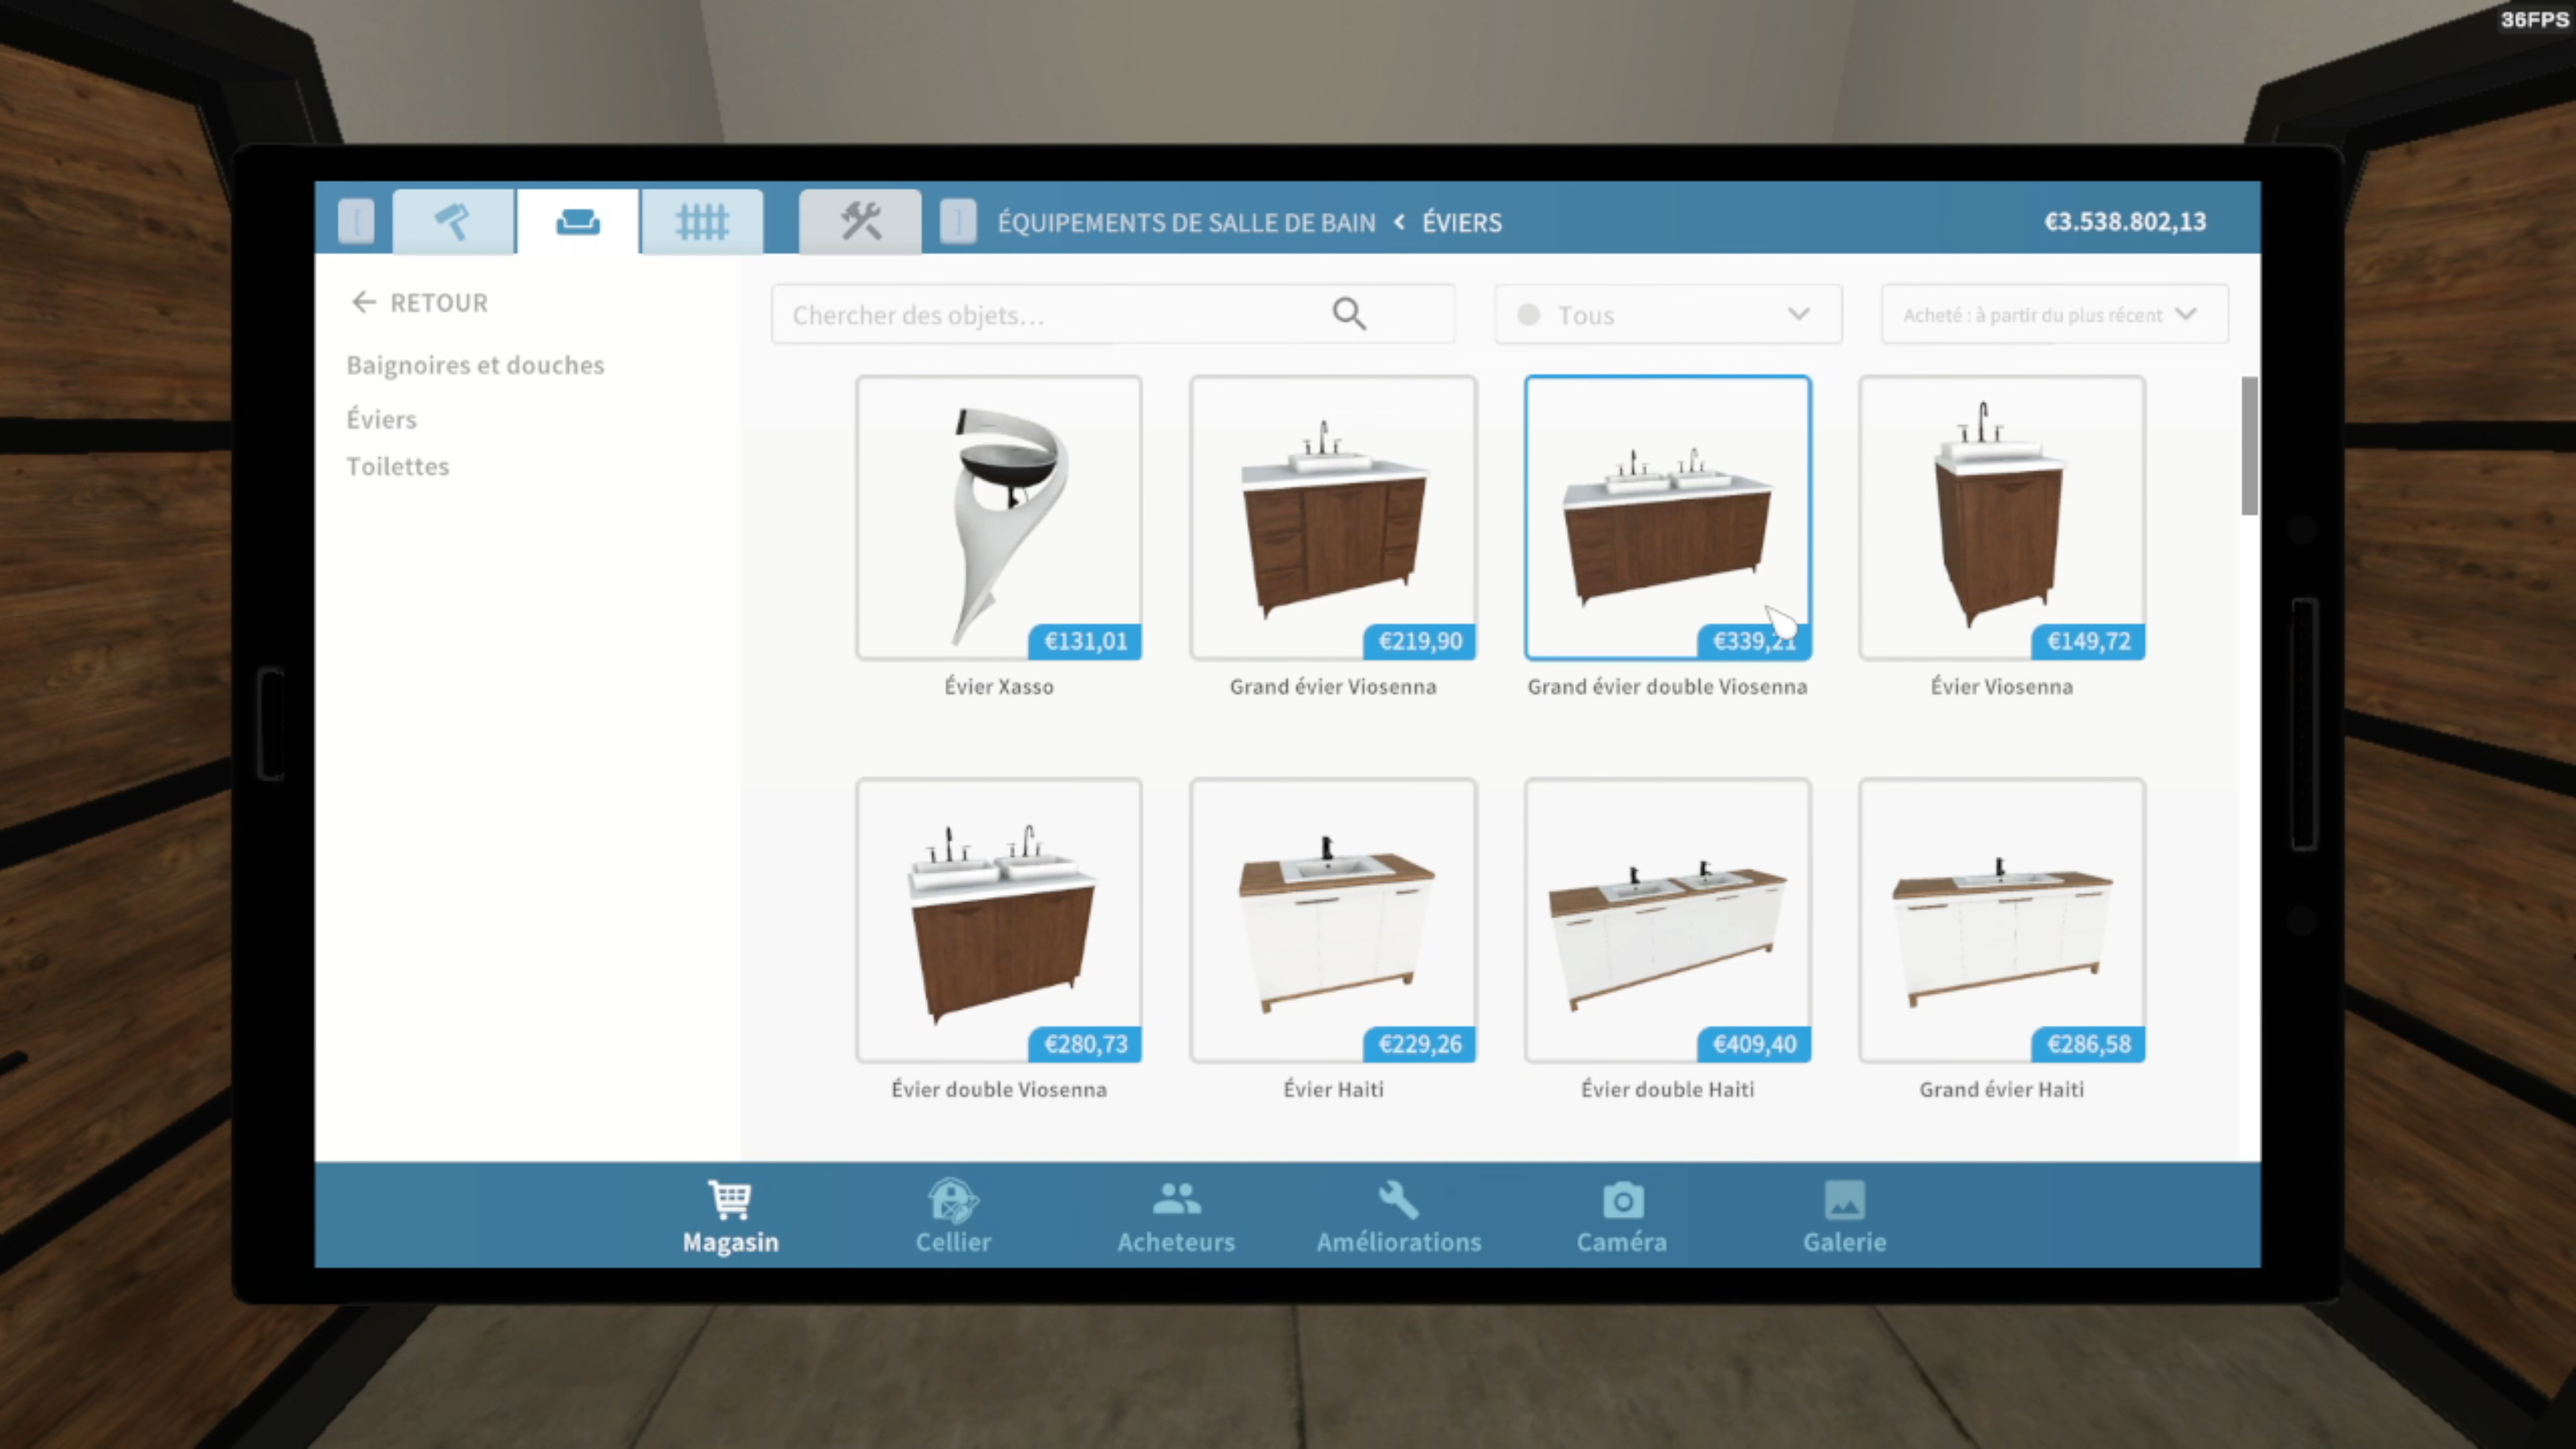 36FPS
[
]
ÉQUIPEMENTS DE SALLE DE BAIN < ÉVIERS
€3.538.802,13
← RETOUR
Baignoires et douches
Éviers
Toilettes
Chercher des objets...
Tous
Acheté : à partir du plus récent
€131,01
€219,90
€339,21
€149,72
Évier Xasso
Grand évier Viosenna
Grand évier double Viosenna
Évier Viosenna
€280,73
€229,26
€409,40
€286,58
Évier double Viosenna
Évier Haiti
Évier double Haiti
Grand évier Haiti
Magasin
Cellier
Acheteurs
Améliorations
Caméra
Galerie